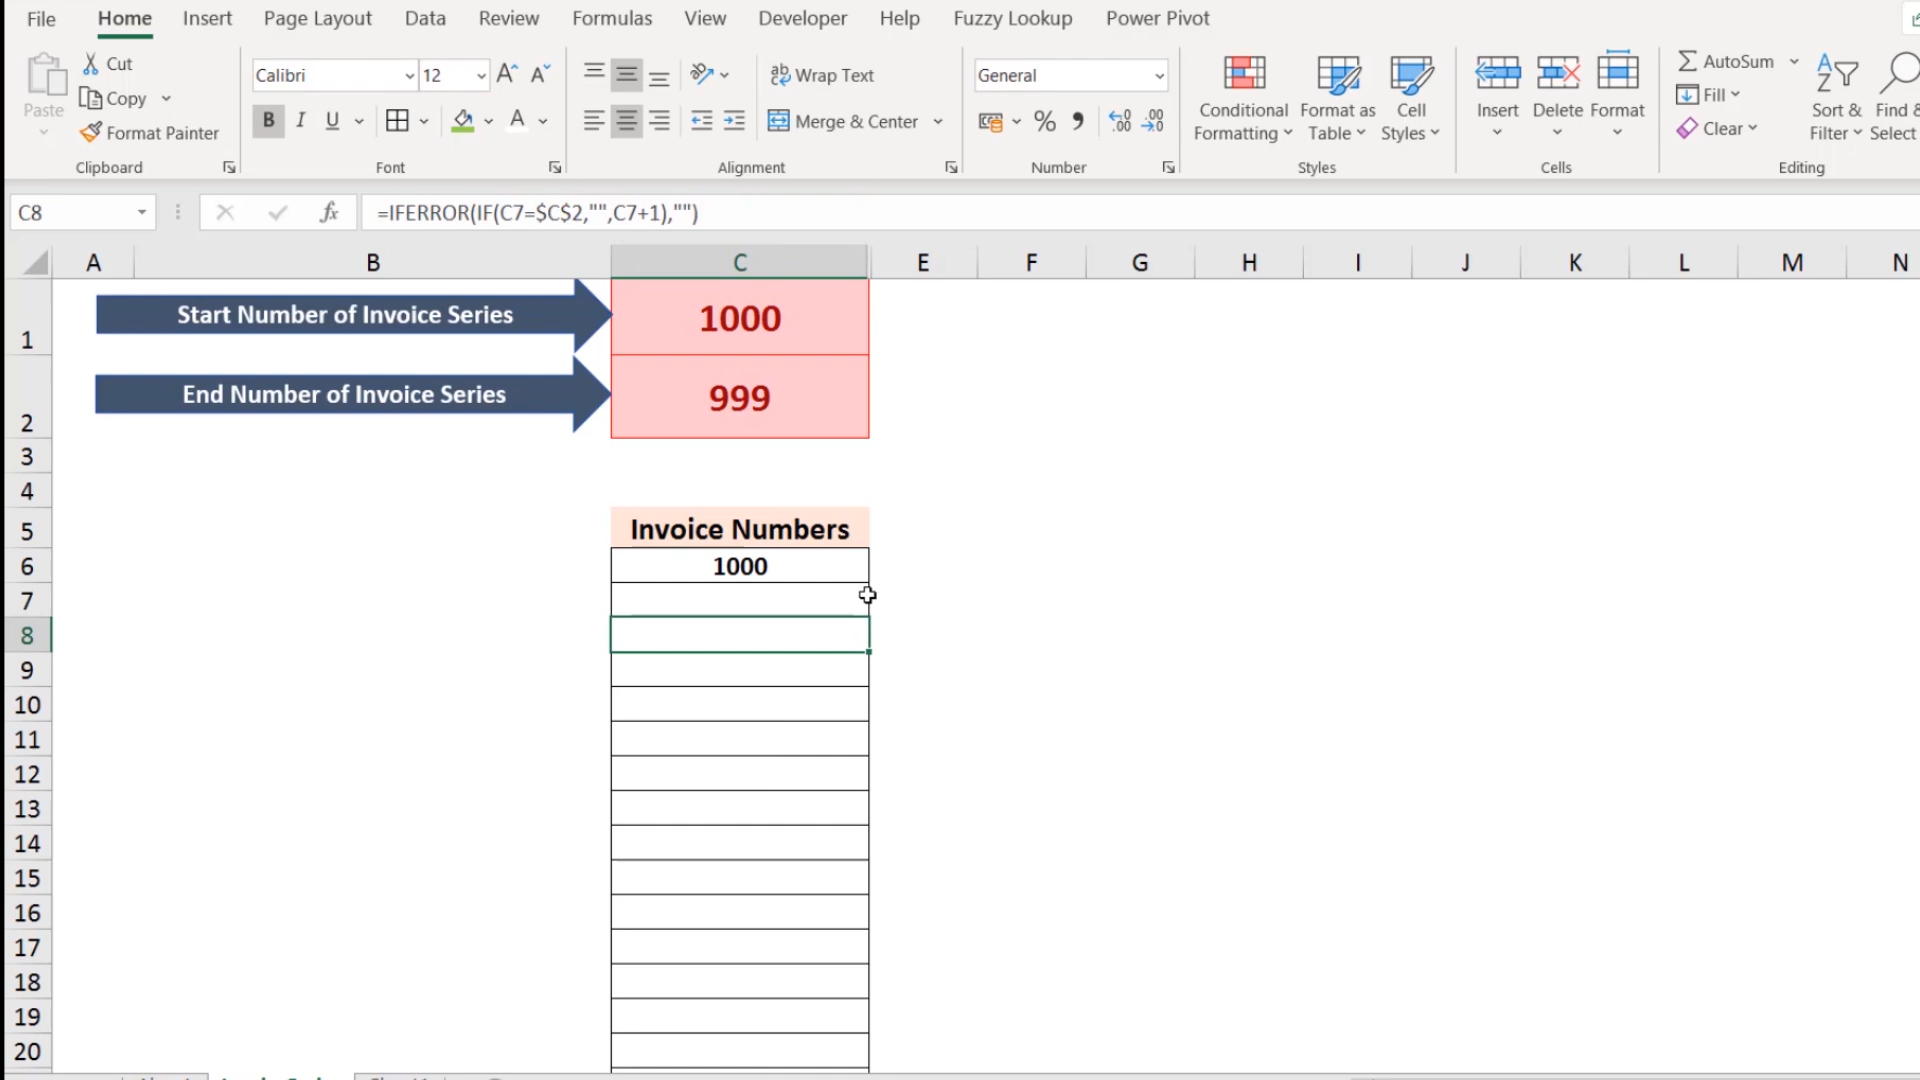 File Home Insert Page Layout Data Review Formulas View Developer Help Fuzzy Lookup Power Pivot
Paste
Cut
Copy
Format Painter
Clipboard
Calibri 12
B I U
Font
Wrap Text
Merge & Center
Alignment
General
% 
Number
Conditional
Formatting
Format as
Table
Cell
Styles
Styles
Insert Delete Format
Cells
AutoSum
Fill
Clear
Sort &
Filter
Find &
Select
Editing
C8 fx =IFERROR(IF(C7=$C$2,"",C7+1),"")
A B C E F G H I J K L M N
1 Start Number of Invoice Series 1000
2 End Number of Invoice Series 999
3
4
5 Invoice Numbers
6 1000
7
8
9
10
11
12
13
14
15
16
17
18
19
20